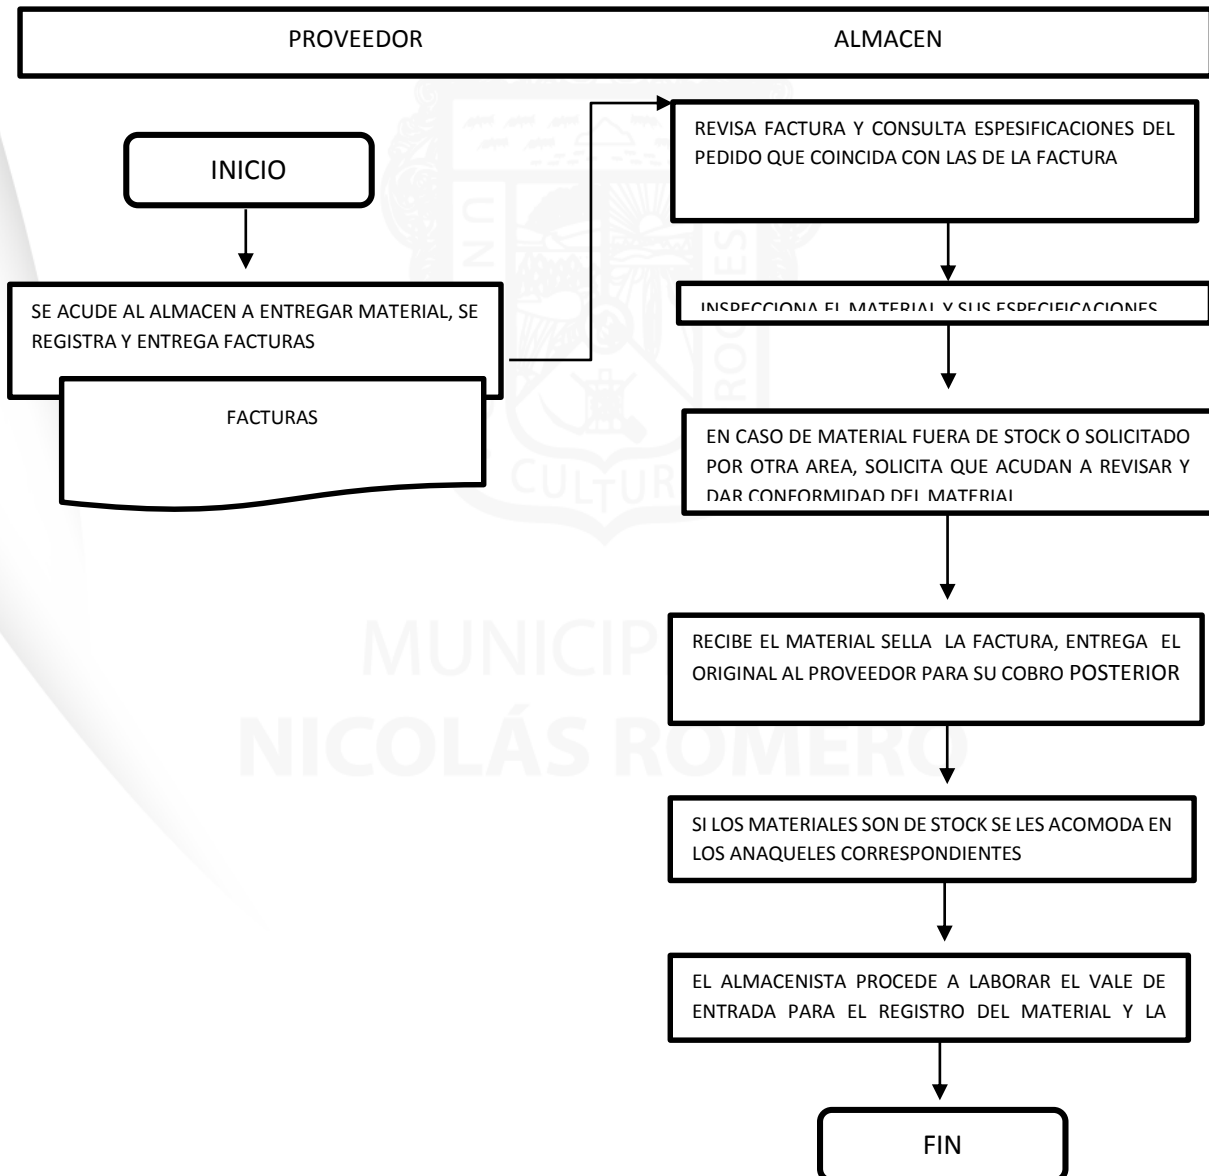 PROVEEDOR ALMACEN
INICIO
SE ACUDE AL ALMACEN A ENTREGAR MATERIAL, SE
REGISTRA Y ENTREGA FACTURAS
FACTURAS
REVISA FACTURA Y CONSULTA ESPESIFICACIONES DEL
PEDIDO QUE COINCIDA CON LAS DE LA FACTURA
INSPECCIONA EL MATERIAL Y SUS ESPECIFICACIONES
EN CASO DE MATERIAL FUERA DE STOCK O SOLICITADO
POR OTRA AREA, SOLICITA QUE ACUDAN A REVISAR Y
DAR CONFORMIDAD DEL MATERIAL
RECIBE EL MATERIAL SELLA LA FACTURA, ENTREGA EL
ORIGINAL AL PROVEEDOR PARA SU COBRO POSTERIOR
SI LOS MATERIALES SON DE STOCK SE LES ACOMODA EN
LOS ANAQUELES CORRESPONDIENTES
EL ALMACENISTA PROCEDE A LABORAR EL VALE DE
ENTRADA PARA EL REGISTRO DEL MATERIAL Y LA
FIN
NICOLÁS ROMERO